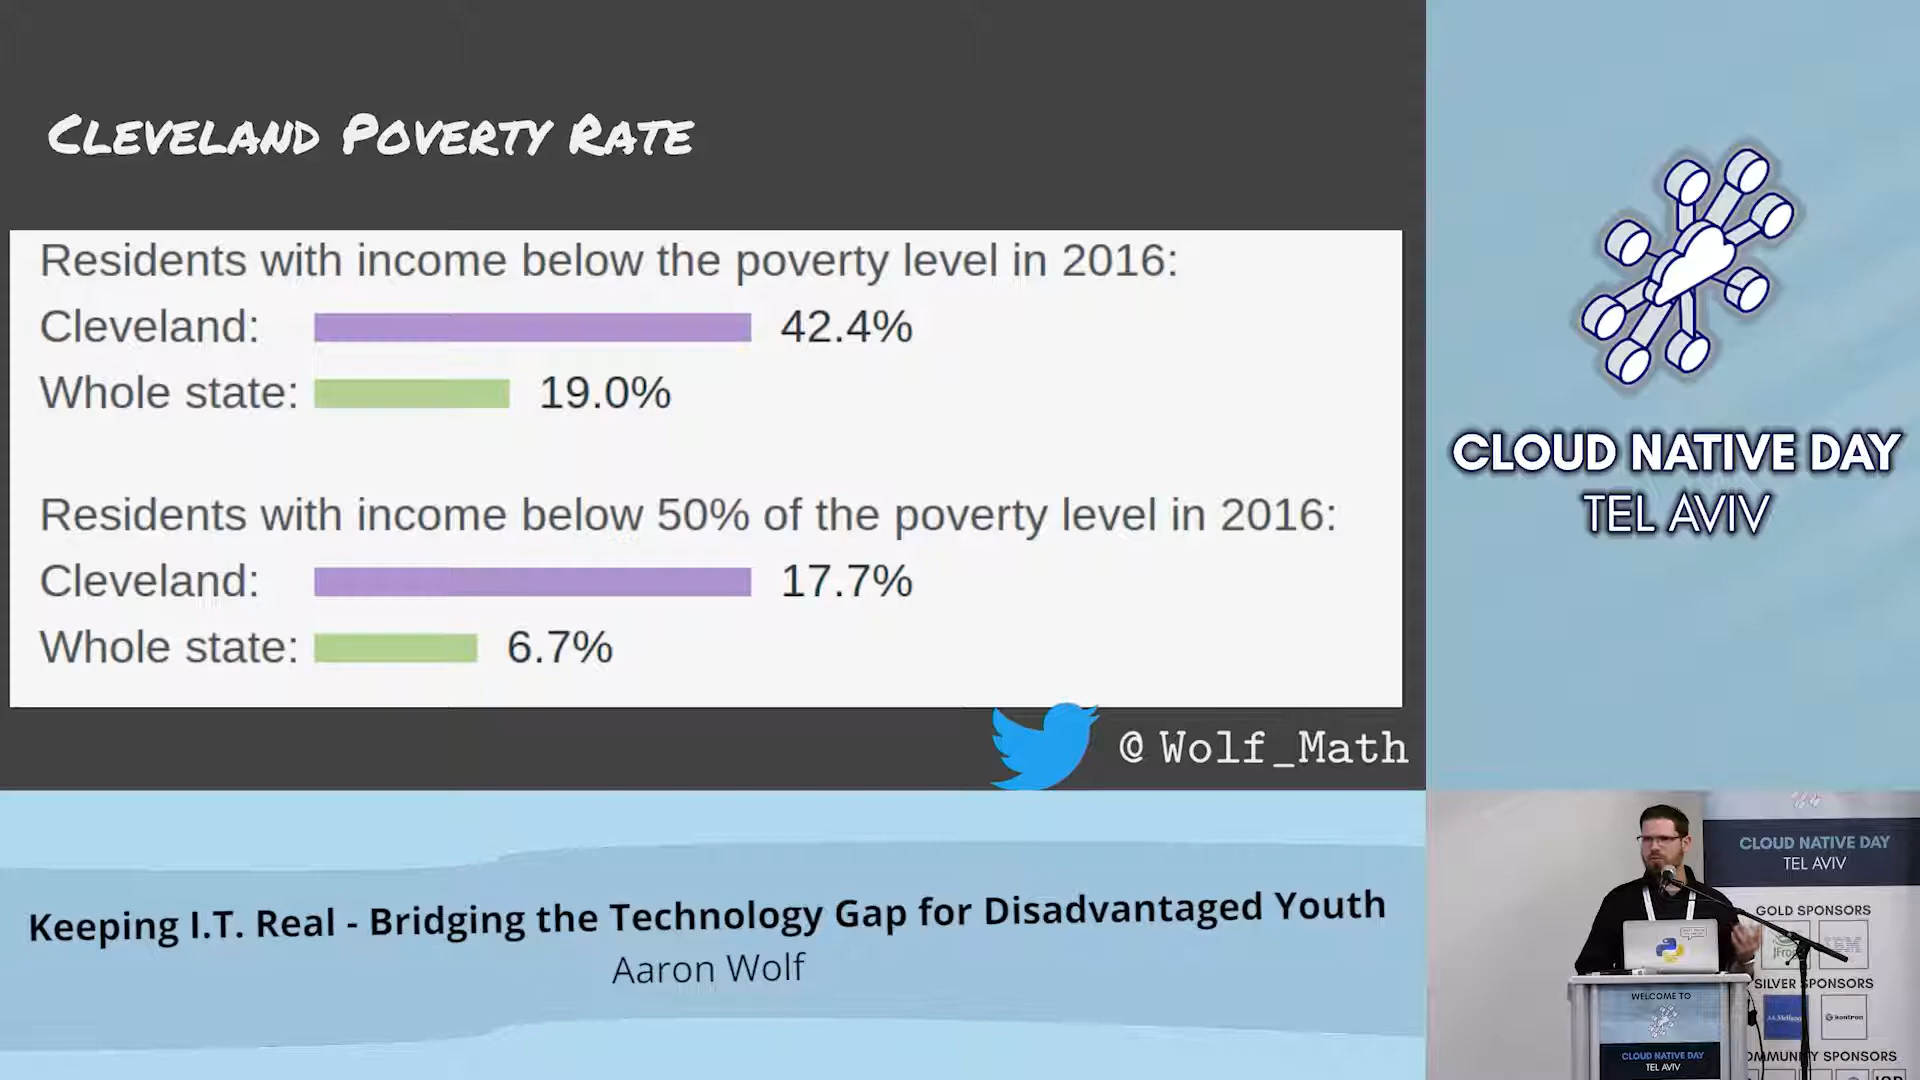 CLEVELAND POVERTY RATE
Residents with income below the poverty level in 2016:
Cleveland: 42.4%
Whole state: 19.0%
Residents with income below 50% of the poverty level in 2016:
Cleveland: 17.7%
Whole state: 6.7%
@Wolf_Math
CLOUD NATIVE DAY
TEL AVIV
Keeping I.T. Real - Bridging the Technology Gap for Disadvantaged Youth
Aaron Wolf
CLOUD NATIVE DAY
TEL AVIV
GOLD SPONSORS
SILVER SPONSORS
kontron
SPONSORS
WELCOME TO
CLOUD NATIVE DAY
TEL AVIV